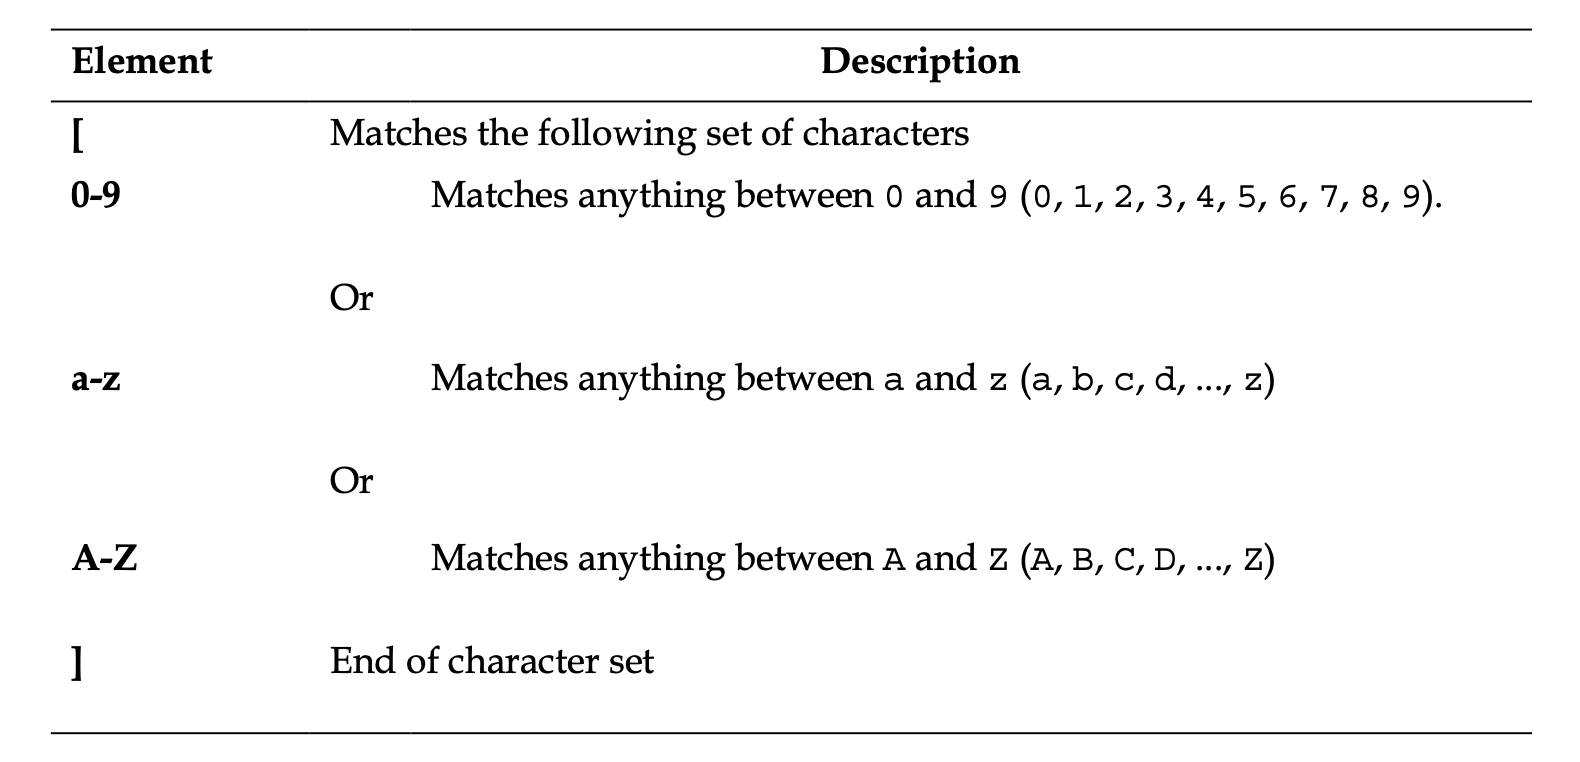 Element Description
[ Matches the following set of characters
0-9 Matches anything between 0 and 9 (0, 1, 2, 3, 4, 5, 6, 7, 8, 9).
Or
a-z Matches anything between a and z (a, b, c, d, ..., z)
Or
A-Z Matches anything between A and Z (A, B, C, D, ..., Z)
] End of character set